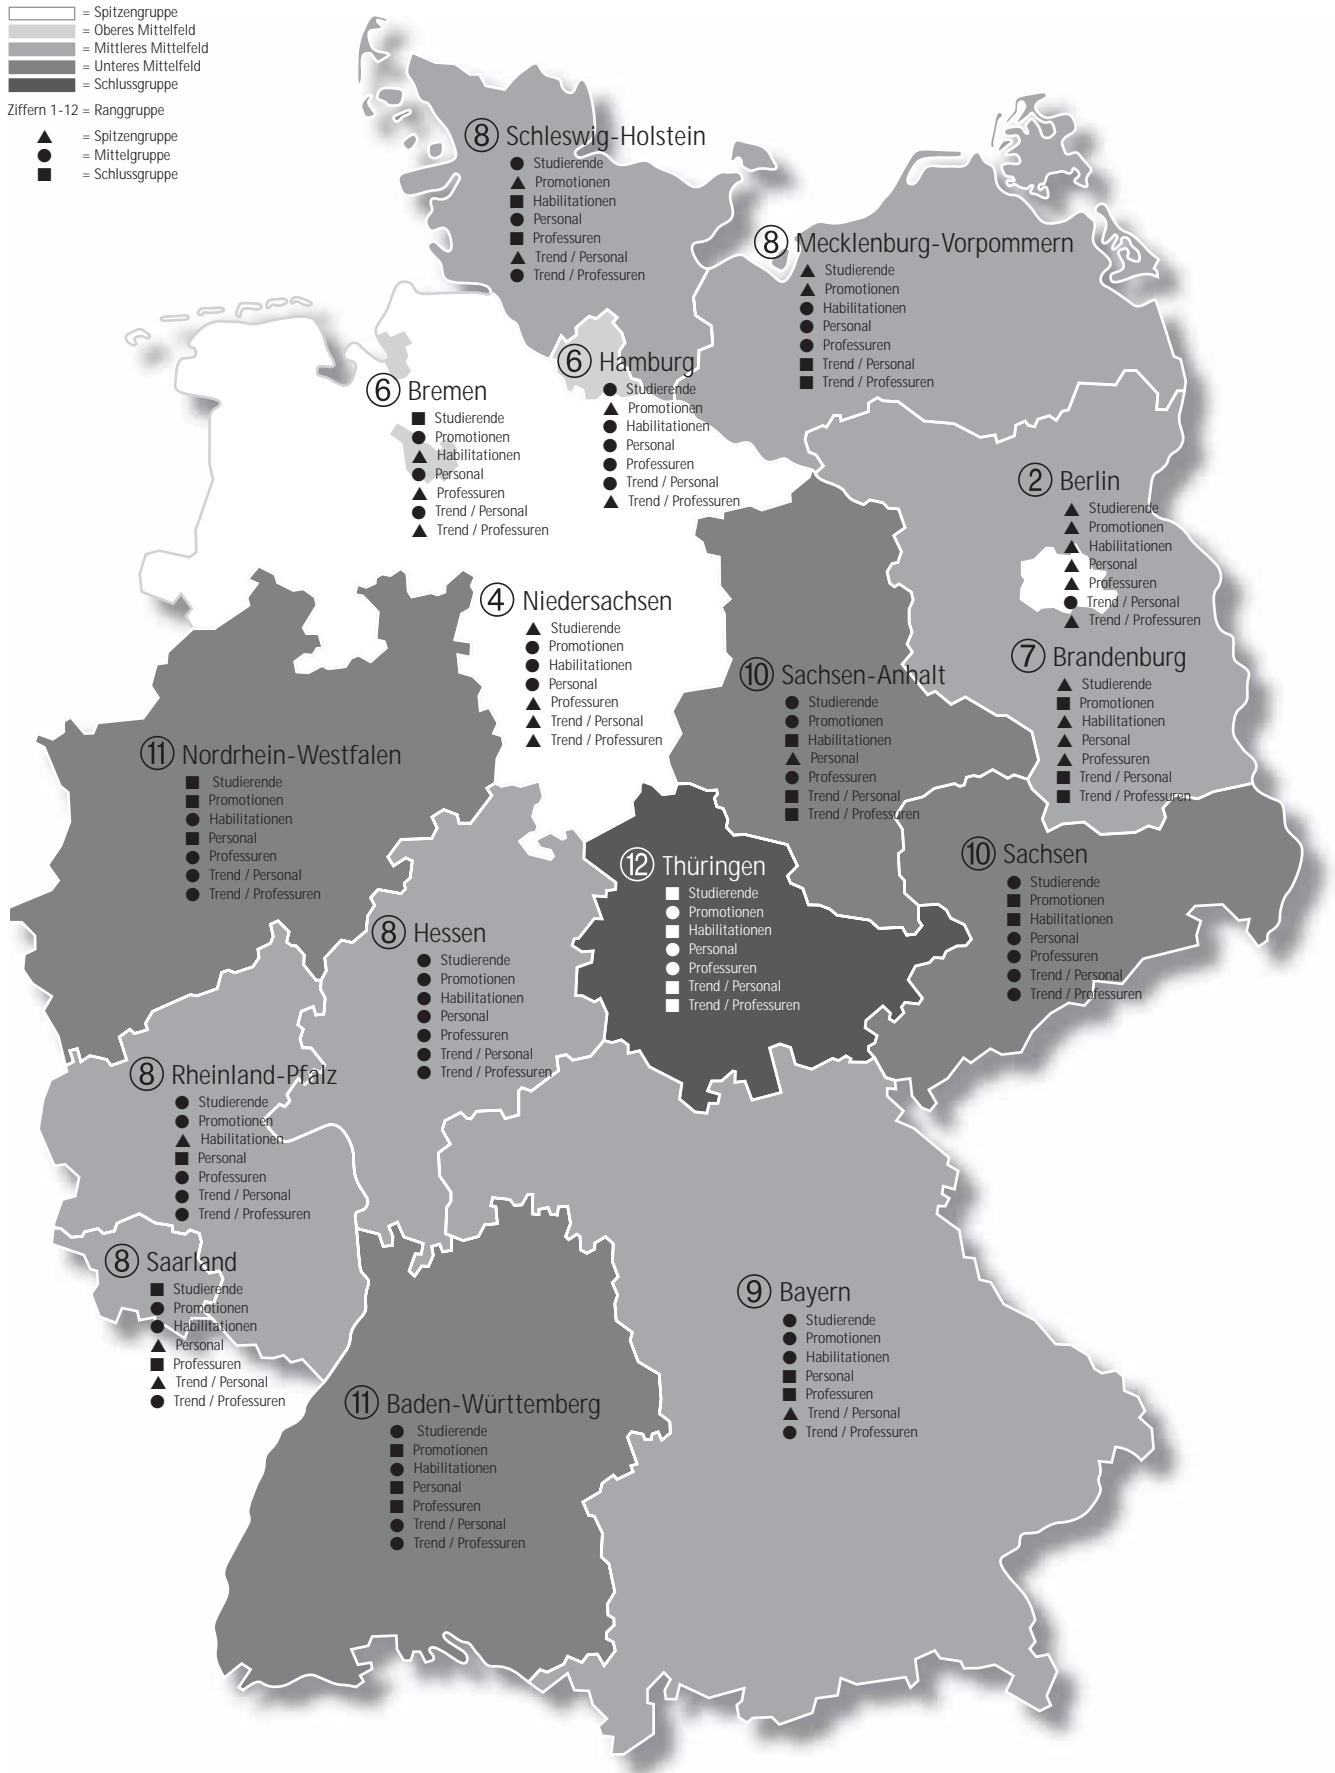 = Spitzengruppe
= Oberes Mittelfeld
= Mittleres Mittelfeld
= Unteres Mittelfeld
= Schlussgruppe
Ziffern 1-12 = Ranggruppe
▲ = Spitzengruppe
● = Mittelgruppe
■ = Schlussgruppe
⑧ Schleswig-Holstein
● Studierende
▲ Promotionen
■ Habilitationen
● Personal
■ Professuren
▲ Trend / Personal
● Trend / Professuren
⑧ Mecklenburg-Vorpommern
▲ Studierende
▲ Promotionen
● Habilitationen
● Personal
● Professuren
■ Trend / Personal
■ Trend / Professuren
⑥ Hamburg
● Studierende
▲ Promotionen
● Habilitationen
● Personal
● Professuren
● Trend / Personal
▲ Trend / Professuren
⑥ Bremen
■ Studierende
● Promotionen
▲ Habilitationen
● Personal
▲ Professuren
● Trend / Personal
▲ Trend / Professuren
② Berlin
▲ Studierende
▲ Promotionen
▲ Habilitationen
▲ Personal
▲ Professuren
● Trend / Personal
▲ Trend / Professuren
④ Niedersachsen
▲ Studierende
● Promotionen
● Habilitationen
● Personal
▲ Professuren
▲ Trend / Personal
▲ Trend / Professuren
⑦ Brandenburg
▲ Studierende
■ Promotionen
▲ Habilitationen
▲ Personal
▲ Professuren
■ Trend / Personal
■ Trend / Professuren
⑩ Sachsen-Anhalt
● Studierende
● Promotionen
■ Habilitationen
▲ Personal
● Professuren
■ Trend / Personal
■ Trend / Professuren
⑪ Nordrhein-Westfalen
■ Studierende
■ Promotionen
● Habilitationen
■ Personal
● Professuren
● Trend / Personal
● Trend / Professuren
⑫ Thüringen
■ Studierende
● Promotionen
■ Habilitationen
● Personal
● Professuren
■ Trend / Personal
■ Trend / Professuren
⑩ Sachsen
● Studierende
■ Promotionen
■ Habilitationen
● Personal
● Professuren
● Trend / Personal
● Trend / Professuren
⑧ Hessen
● Studierende
● Promotionen
● Habilitationen
● Personal
● Professuren
● Trend / Personal
● Trend / Professuren
⑧ Rheinland-Pfalz
● Studierende
● Promotionen
▲ Habilitationen
■ Personal
● Professuren
● Trend / Personal
● Trend / Professuren
⑧ Saarland
■ Studierende
● Promotionen
● Habilitationen
▲ Personal
■ Professuren
▲ Trend / Personal
● Trend / Professuren
⑨ Bayern
● Studierende
● Promotionen
● Habilitationen
■ Personal
■ Professuren
▲ Trend / Personal
● Trend / Professuren
⑪ Baden-Württemberg
● Studierende
■ Promotionen
● Habilitationen
■ Personal
■ Professuren
● Trend / Personal
● Trend / Professuren